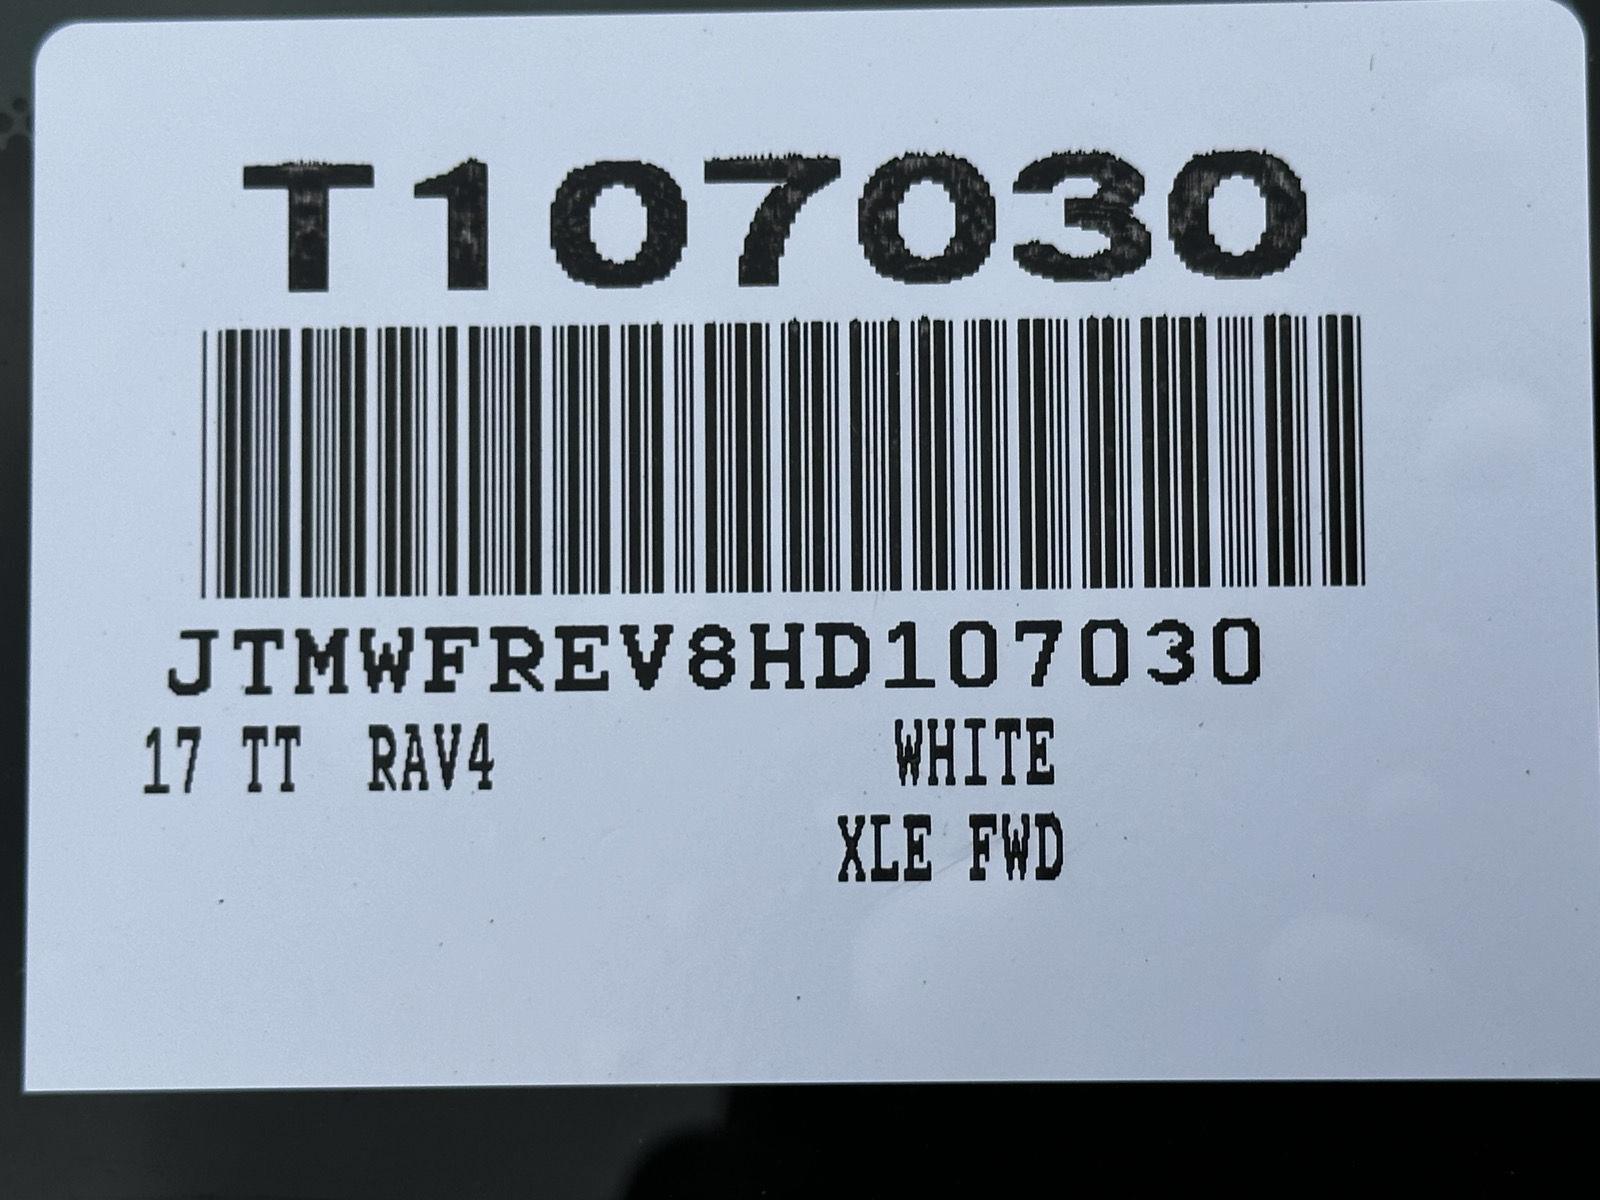 T107030
JTMWFREV8HD107030
17 TT RAV4 WHITE
XLE FWD